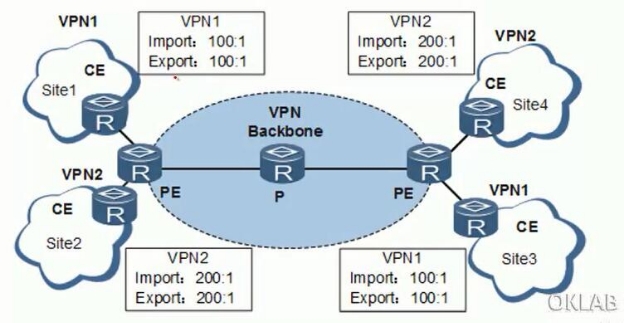 VPN1
VPN1
Import：100:1
Export：100:1
CE
Site1
R
VPN2
Import：200:1
Export：200:1
VPN2
CE
Site4
R
VPN
Backbone
R
PE
R
P
R
PE
VPN2
CE
R
Site2
VPN2
Import：200:1
Export：200:1
VPN1
Import：100:1
Export：100:1
VPN1
R
CE
Site3
OKLAB